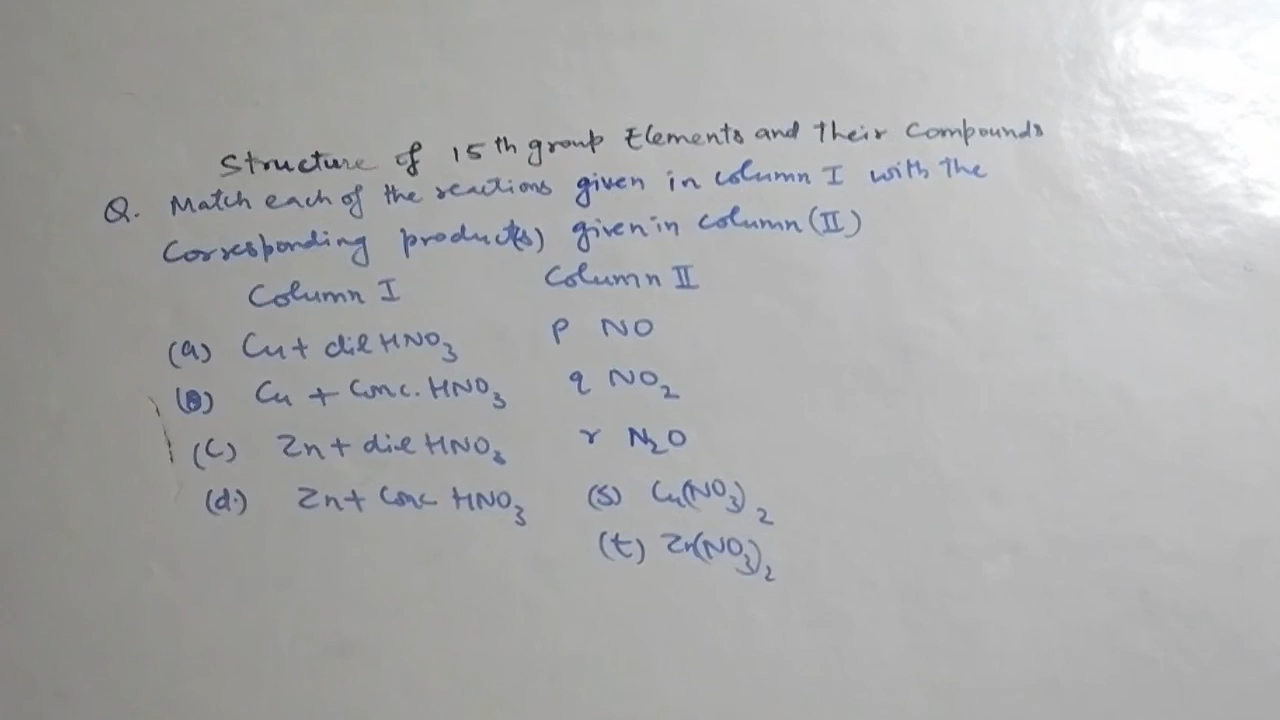 Structure of 15th group Elements and their Compounds
Q. Match each of the reactions given in column I with the
Corresponding product(s) given in column (II)
Column I Column II
(a) Cu + dil HNO3 P NO
(B) Cu + Conc. HNO3 q NO2
(C) Zn + dil HNO3 r N2O
(d.) Zn + Conc HNO3 (S) Cu(NO3)2
(t) Zn(NO3)2